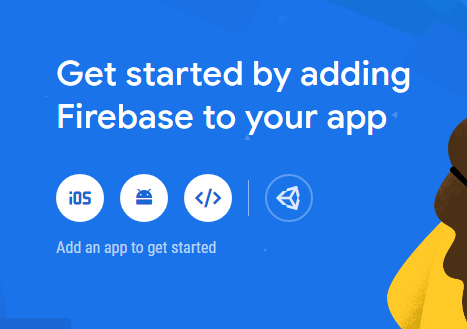 Get started by adding
Firebase to your app
iOS
</>
Add an app to get started